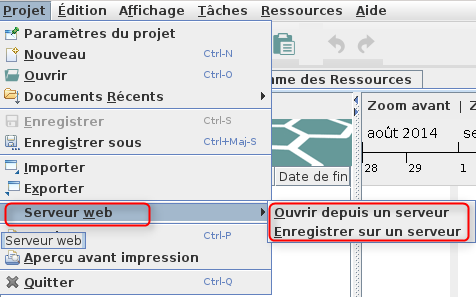 Projet Édition Affichage Tâches Ressources Aide
Paramètres du projet
Nouveau Ctrl-N
Ouvrir Ctrl-O
Documents Récents
Enregistrer Ctrl-S
Enregistrer sous Ctrl+Maj-S
Importer
Exporter
Serveur web
Ouvrir depuis un serveur
Enregistrer sur un serveur
Serveur web
Ctrl-P
Aperçu avant impression
Quitter Ctrl-Q
me des Ressources
Zoom avant | Z
août 2014 se
28 29 1
Date de fin